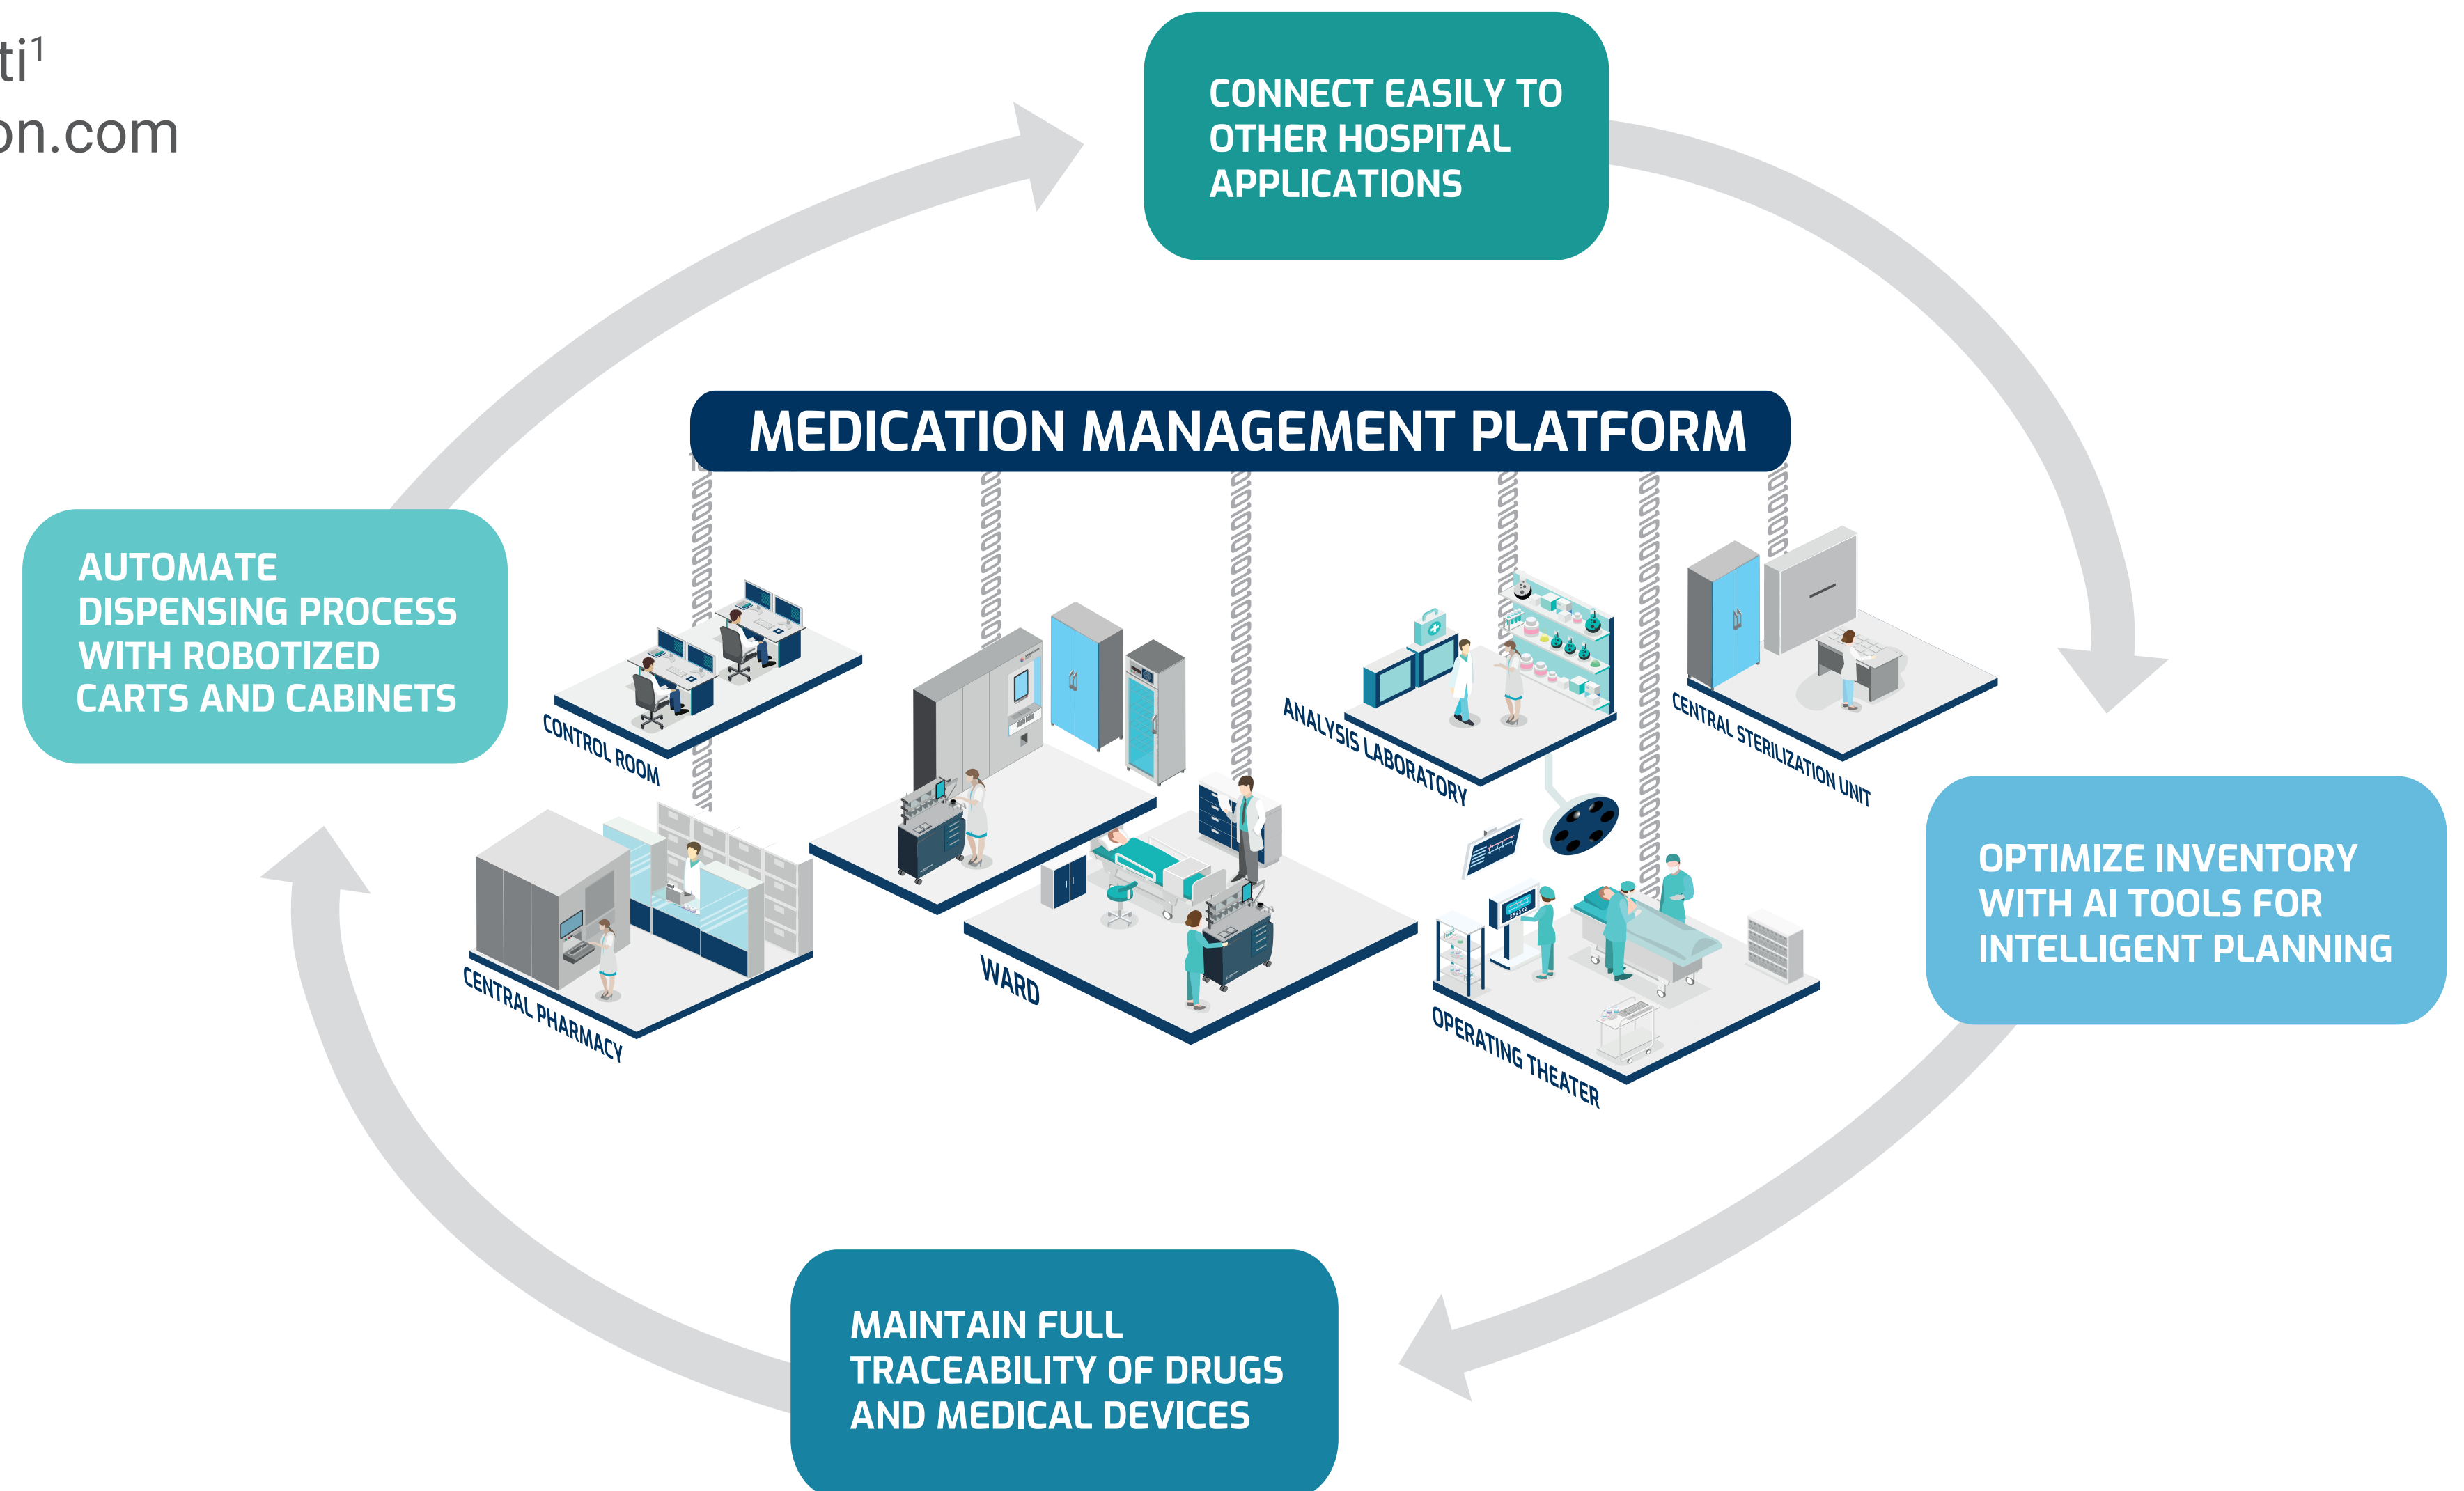 ti¹
on.com
CONNECT EASILY TO
OTHER HOSPITAL
APPLICATIONS
MEDICATION MANAGEMENT PLATFORM
AUTOMATE
DISPENSING PROCESS
WITH ROBOTIZED
CARTS AND CABINETS
CONTROL ROOM
ANALYSIS LABORATORY
CENTRAL STERILIZATION UNIT
CENTRAL PHARMACY
WARD
OPERATING THEATER
OPTIMIZE INVENTORY
WITH AI TOOLS FOR
INTELLIGENT PLANNING
MAINTAIN FULL
TRACEABILITY OF DRUGS
AND MEDICAL DEVICES